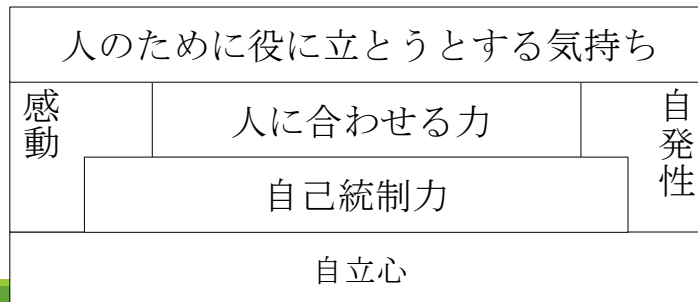 人のために役に立とうとする気持ち
感動
人に合わせる力
自発性
自己統制力
自立心